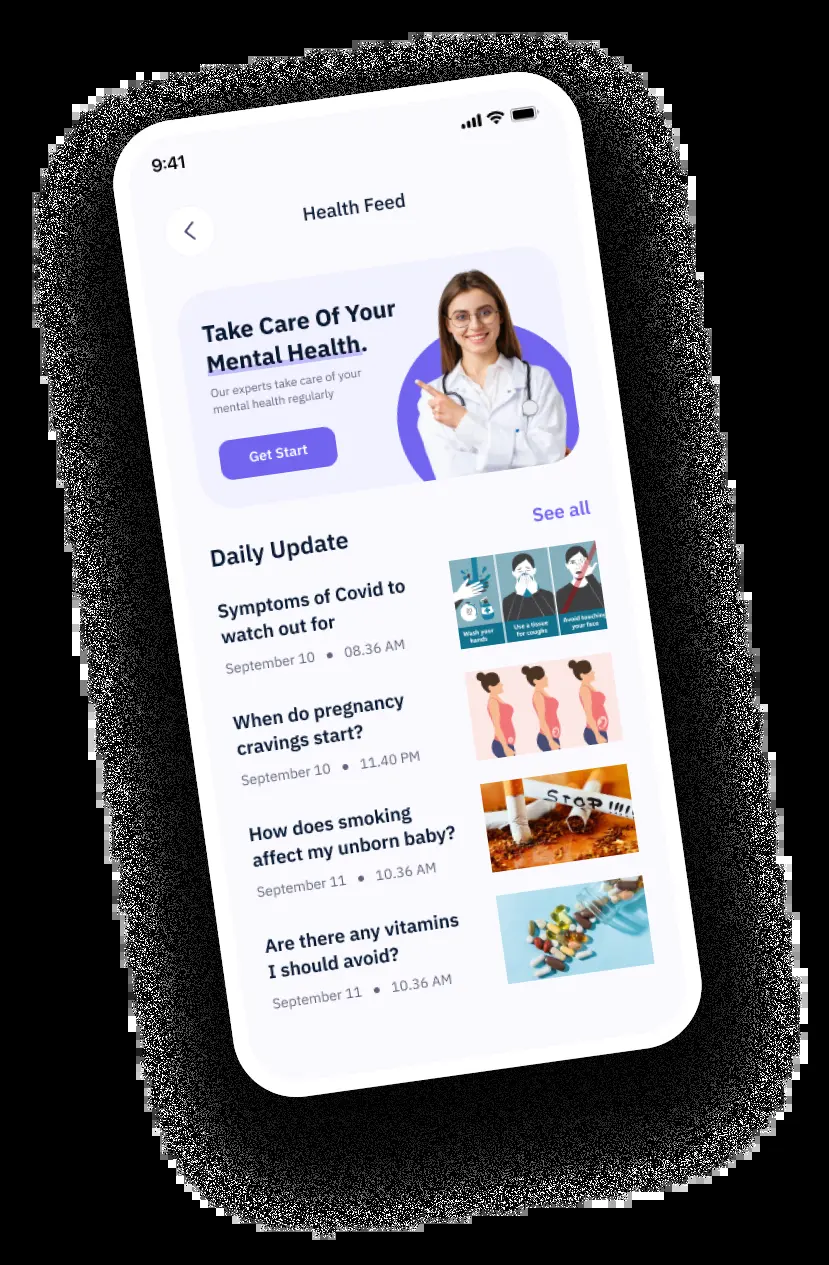 9:41
Health Feed
Take Care Of Your
Mental Health.
Our experts take care of your
mental health regularly
Get Start
Daily Update
See all
Symptoms of Covid to
watch out for
September 10 • 08.36 AM
Wash your
hands
Use a tissue
for coughs
Avoid touching
your face
When do pregnancy
cravings start?
September 10 • 11.40 PM
How does smoking
affect my unborn baby?
September 11 • 10.36 AM
STOP !!!!
Are there any vitamins
I should avoid?
September 11 • 10.36 AM